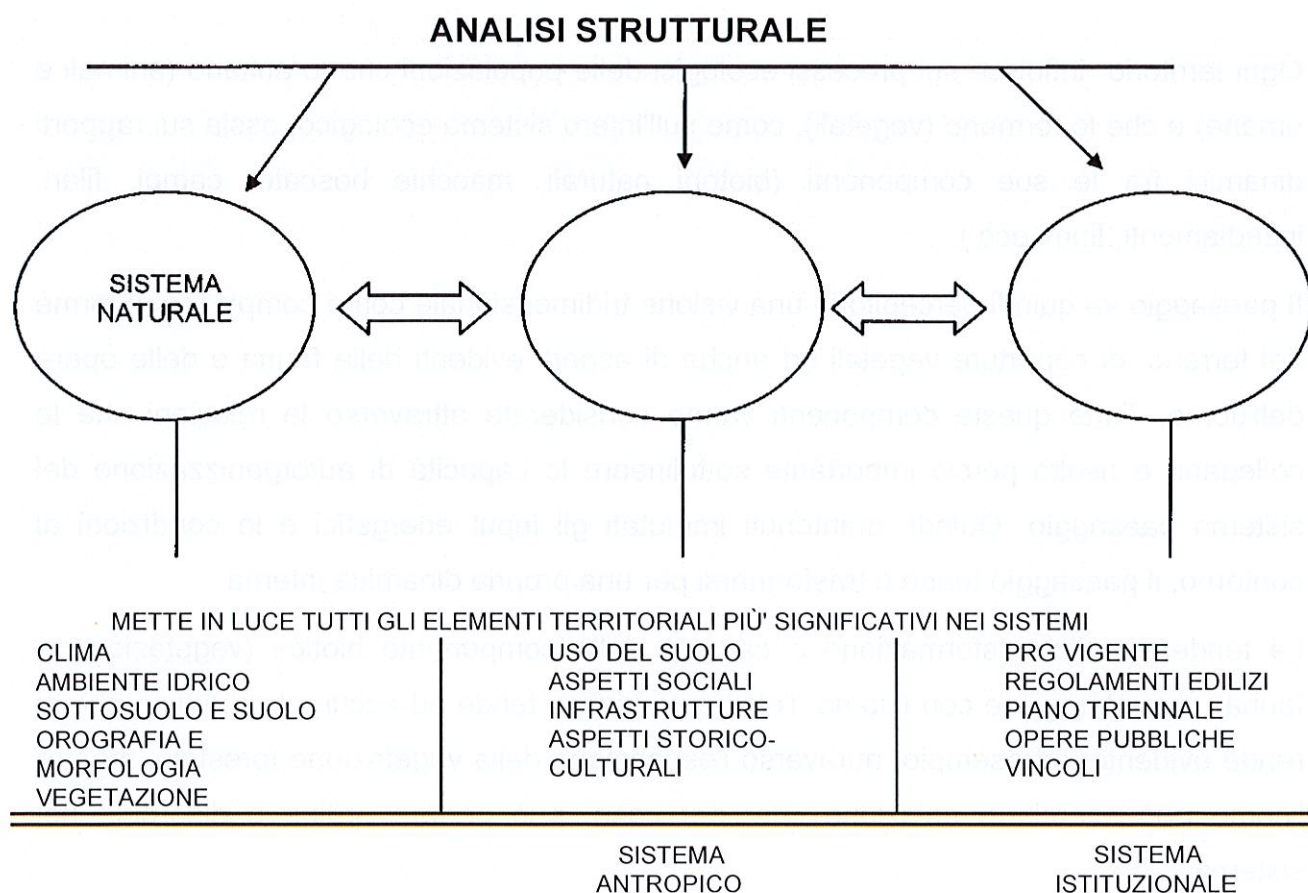 ANALISI STRUTTURALE
SISTEMA
NATURALE
METTE IN LUCE TUTTI GLI ELEMENTI TERRITORIALI PIÙ' SIGNIFICATIVI NEI SISTEMI
CLIMA
AMBIENTE IDRICO
SOTTOSUOLO E SUOLO
OROGRAFIA E
MORFOLOGIA
VEGETAZIONE
USO DEL SUOLO
ASPETTI SOCIALI
INFRASTRUTTURE
ASPETTI STORICO-
CULTURALI
PRG VIGENTE
REGOLAMENTI EDILIZI
PIANO TRIENNALE
OPERE PUBBLICHE
VINCOLI
SISTEMA
ANTROPICO
SISTEMA
ISTITUZIONALE